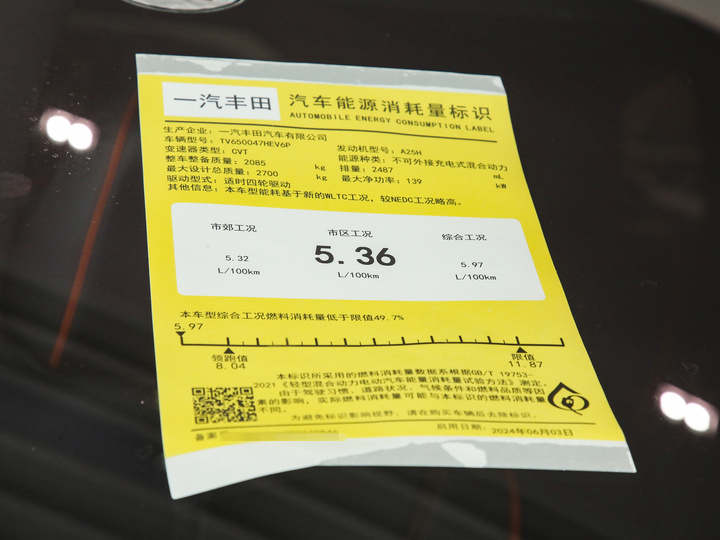 一汽丰田 汽车能源消耗量标识
AUTOMOBILE ENERGY CONSUMPTION LABEL
生产企业：一汽丰田汽车有限公司
车辆型号：TV650047HEV6P 发动机型号：A25H
变速器类型：CVT 能源种类：不可外接充电式混合动力
整车整备质量：2085 kg 排量：2487 mL
最大设计总质量：2700 kg 最大净功率：139 kW
驱动型式：适时四轮驱动
其他信息：本车型能耗基于新的WLTC工况，较NEDC工况略高。
市郊工况 市区工况 综合工况
5.32 5.36 5.97
L/100km L/100km L/100km
本车型综合工况燃料消耗量低于限值49.7%
5.97
领跑值 限值
8.04 11.87
本标识所采用的燃料消耗量数据系根据GB/T 19753-
2021《轻型混合动力电动汽车能量消耗量试验方法》测定，
由于驾驶习惯、道路状况、气候条件和燃料品质等因
素的影响，实际燃料消耗量可能与本标识的燃料消耗量
不同。
为避免标识影响视野，请在购买车辆后去除标识。
备案 启用日期：2024年06月03日